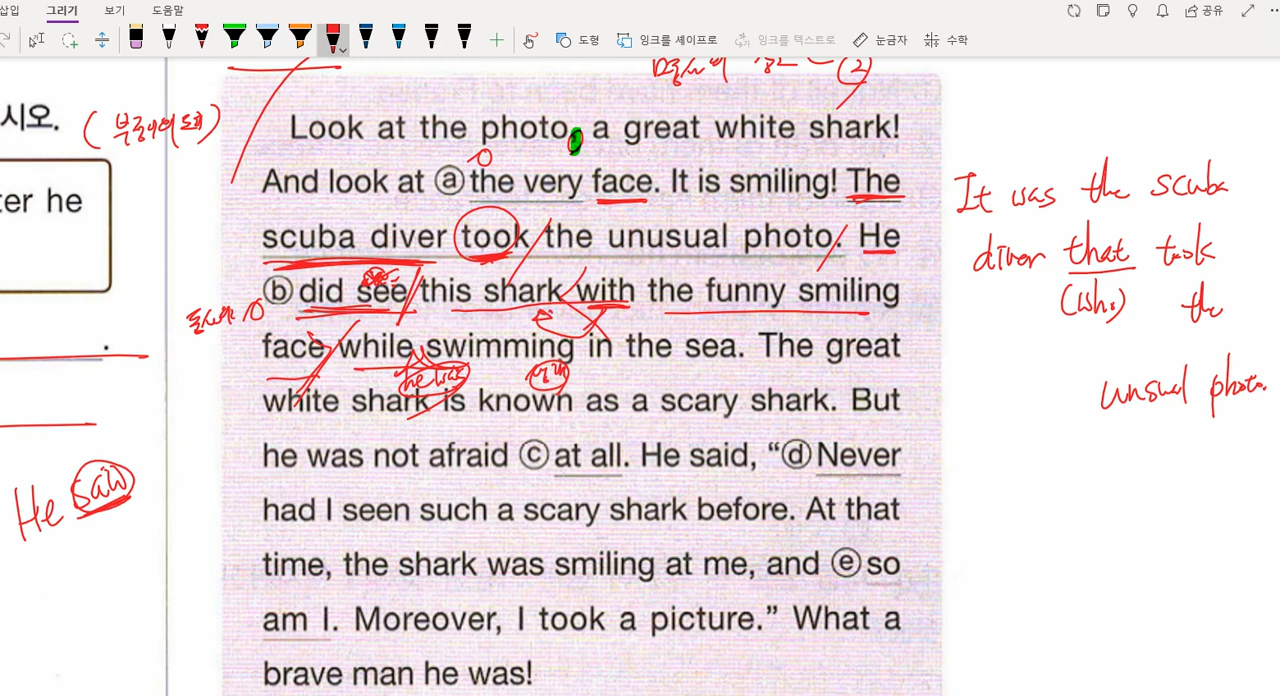 삽입 그리기 보기 도움말
공유
도형 잉크를 셰이프로 잉크를 텍스트로 눈금자 수학
(2)
시오.
ter he
.
He saw
Look at the photo, a great white shark!
And look at ⓐ the very face. It is smiling! The
scuba diver took the unusual photo. He
ⓑ did see this shark with the funny smiling
face while swimming in the sea. The great
he was
white shark is known as a scary shark. But
he was not afraid ⓒ at all. He said, “ⓓ Never
had I seen such a scary shark before. At that
time, the shark was smiling at me, and ⓔ so
am I. Moreover, I took a picture.” What a
brave man he was!
It was the scuba
diver that took
(who) the
unusual photo.